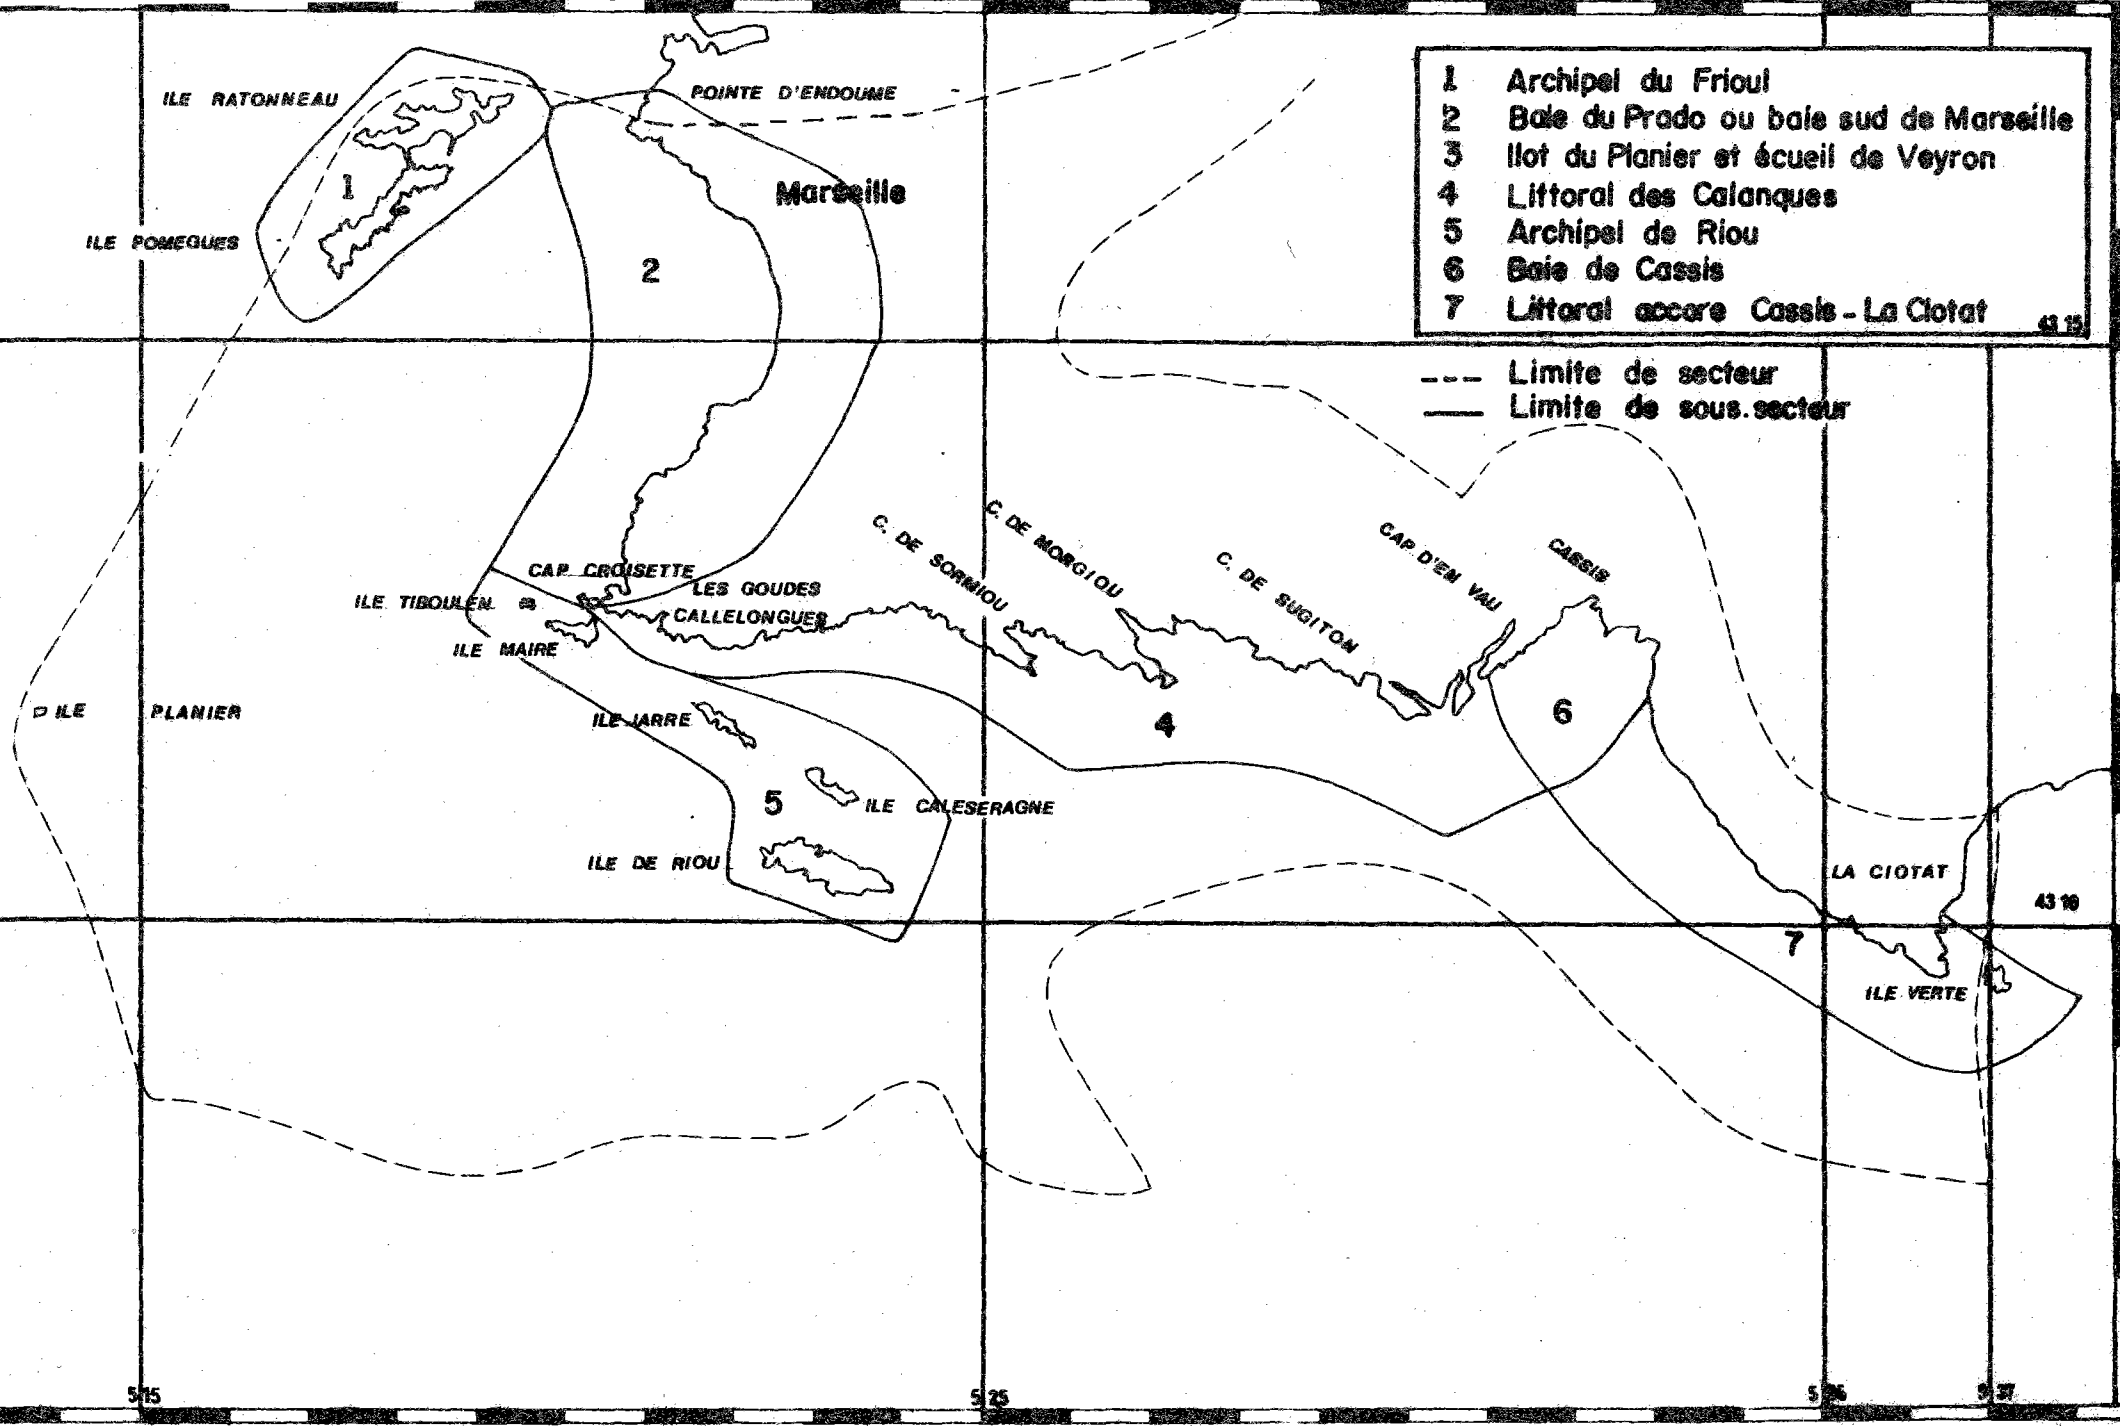 1 Archipel du Frioul
2 Baie du Prado ou baie sud de Marseille
3 Ilot du Planier et écueil de Veyron
4 Littoral des Calanques
5 Archipel de Riou
6 Baie de Cassis
7 Littoral accore Cassis - La Ciotat
43 15
Limite de secteur
Limite de sous.secteur
ILE RATONNEAU
POINTE D'ENDOUME
1
Marseille
ILE POMEGUES
2
C. DE SORMIOU
C. DE MORGIOU
C. DE SUGITON
CAP D'EN VAU
CASSIS
CAP CROISETTE
LES GOUDES
ILE TIBOULEN
CALLELONGUES
ILE MAIRE
ILE PLANIER
ILE JARRE
4
6
5
ILE CALESERAGNE
ILE DE RIOU
LA CIOTAT
43 10
7
ILE VERTE
5 15
5 25
5 37